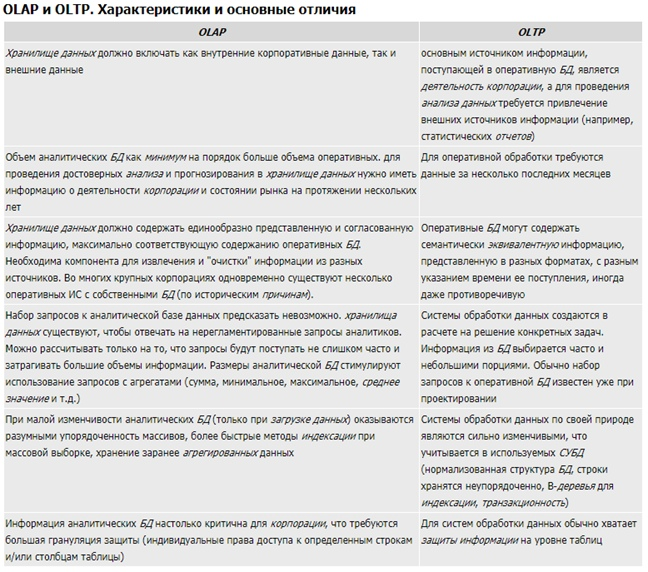 OLAP и OLTP. Характеристики и основные отличия
OLAP
OLTP
Хранилище данных должно включать как внутренние корпоративные данные, так и
внешние данные
основным источником информации,
поступающей в оперативную БД, является
деятельность корпорации, а для проведения
анализа данных требуется привлечение
внешних источников информации (например,
статистических отчетов)
Объем аналитических БД как минимум на порядок больше объема оперативных. для
проведения достоверных анализа и прогнозирования в хранилище данных нужно иметь
информацию о деятельности корпорации и состоянии рынка на протяжении нескольких
лет
Для оперативной обработки требуются
данные за несколько последних месяцев
Хранилище данных должно содержать единообразно представленную и согласованную
информацию, максимально соответствующую содержанию оперативных БД.
Необходима компонента для извлечения и "очистки" информации из разных
источников. Во многих крупных корпорациях одновременно существуют несколько
оперативных ИС с собственными БД (по историческим причинам).
Оперативные БД могут содержать
семантически эквивалентную информацию,
представленную в разных форматах, с разным
указанием времени ее поступления, иногда
даже противоречивую
Набор запросов к аналитической базе данных предсказать невозможно. хранилища
данных существуют, чтобы отвечать на нерегламентированные запросы аналитиков.
Можно рассчитывать только на то, что запросы будут поступать не слишком часто и
затрагивать большие объемы информации. Размеры аналитической БД стимулируют
использование запросов с агрегатами (сумма, минимальное, максимальное, среднее
значение и т.д.)
Системы обработки данных создаются в
расчете на решение конкретных задач.
Информация из БД выбирается часто и
небольшими порциями. Обычно набор
запросов к оперативной БД известен уже при
проектировании
При малой изменчивости аналитических БД (только при загрузке данных) оказываются
разумными упорядоченность массивов, более быстрые методы индексации при
массовой выборке, хранение заранее агрегированных данных
Системы обработки данных по своей природе
являются сильно изменчивыми, что
учитывается в используемых СУБД
(нормализованная структура БД, строки
хранятся неупорядоченно, B-деревья для
индексации, транзакционность)
Информация аналитических БД настолько критична для корпорации, что требуются
большая грануляция защиты (индивидуальные права доступа к определенным строкам
и/или столбцам таблицы)
Для систем обработки данных обычно хватает
защиты информации на уровне таблиц